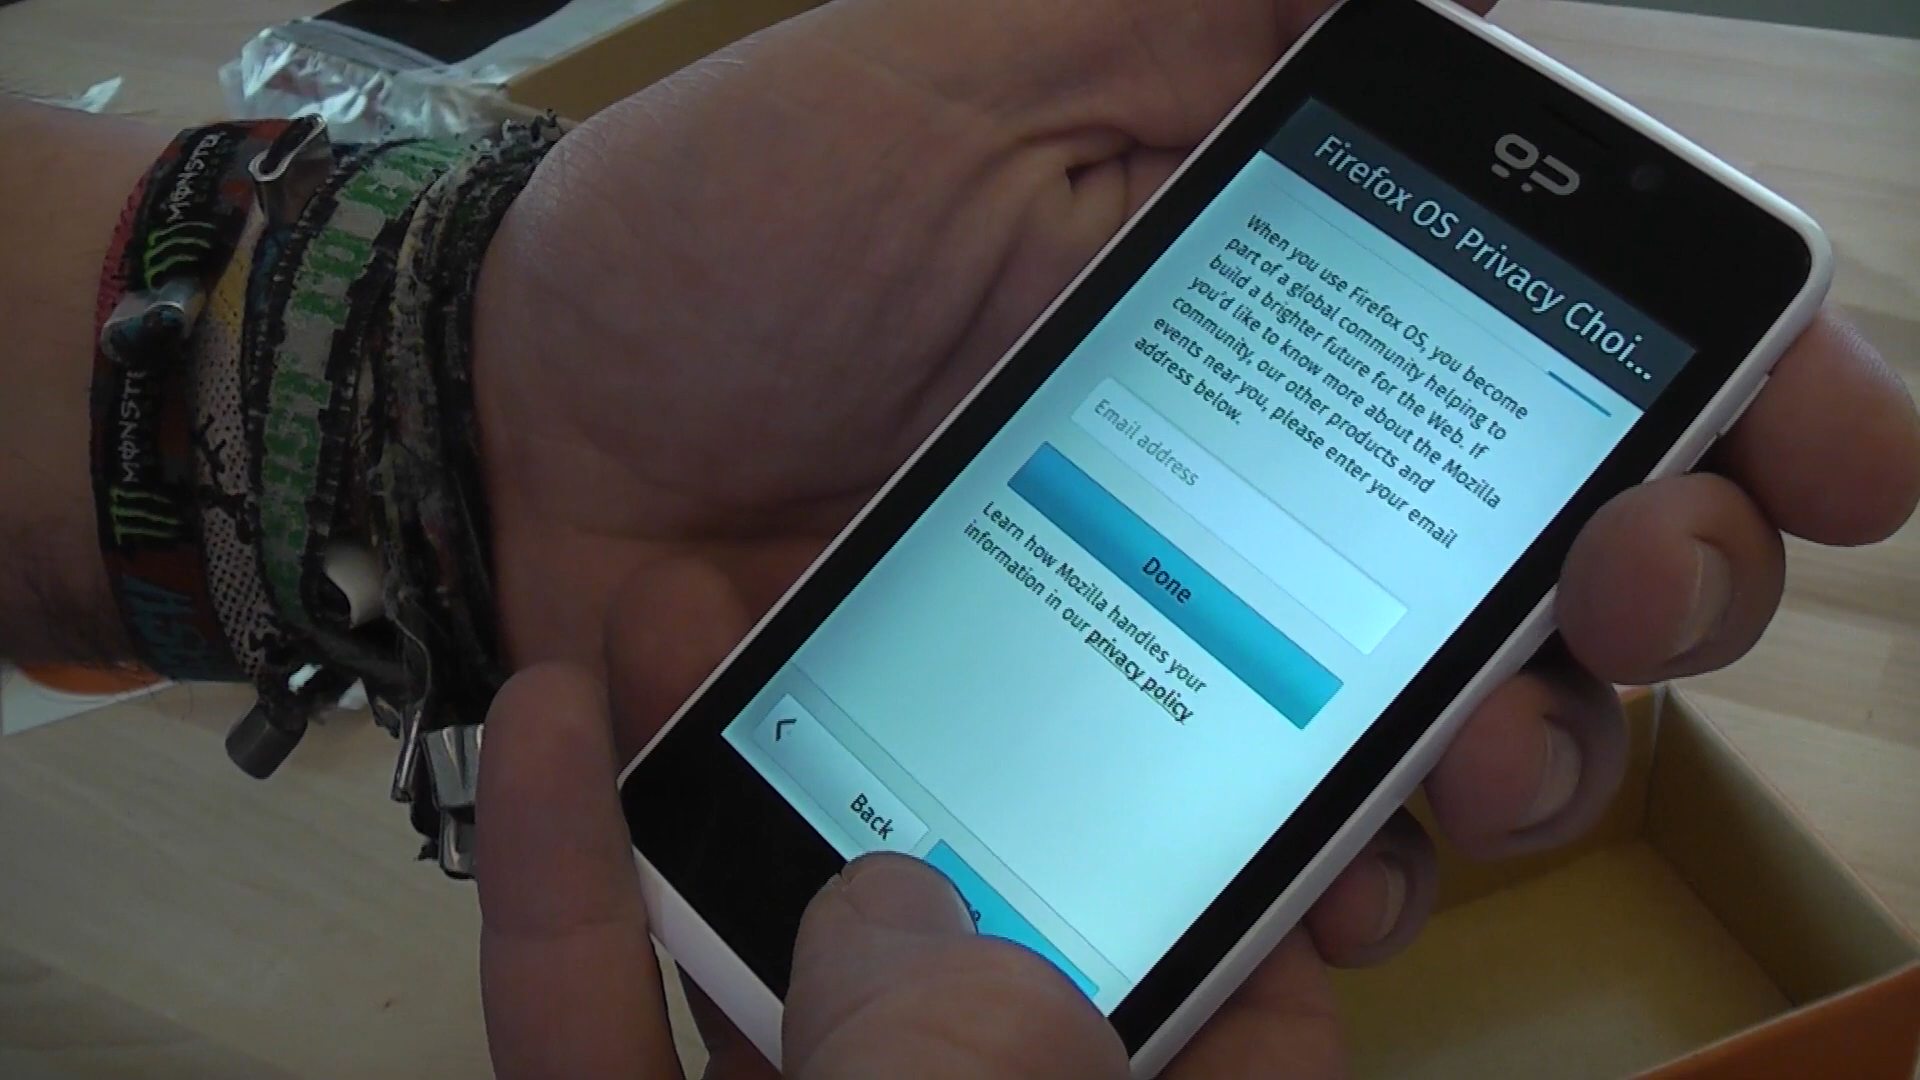 Firefox OS Privacy Choi...
When you use Firefox OS, you become
part of a global community helping to
build a brighter future for the Web. If
you'd like to know more about the Mozilla
community, our other products and
events near you, please enter your email
address below.
Email address
Done
Learn how Mozilla handles your
information in our privacy policy
Back
MONSTE
MONSTE